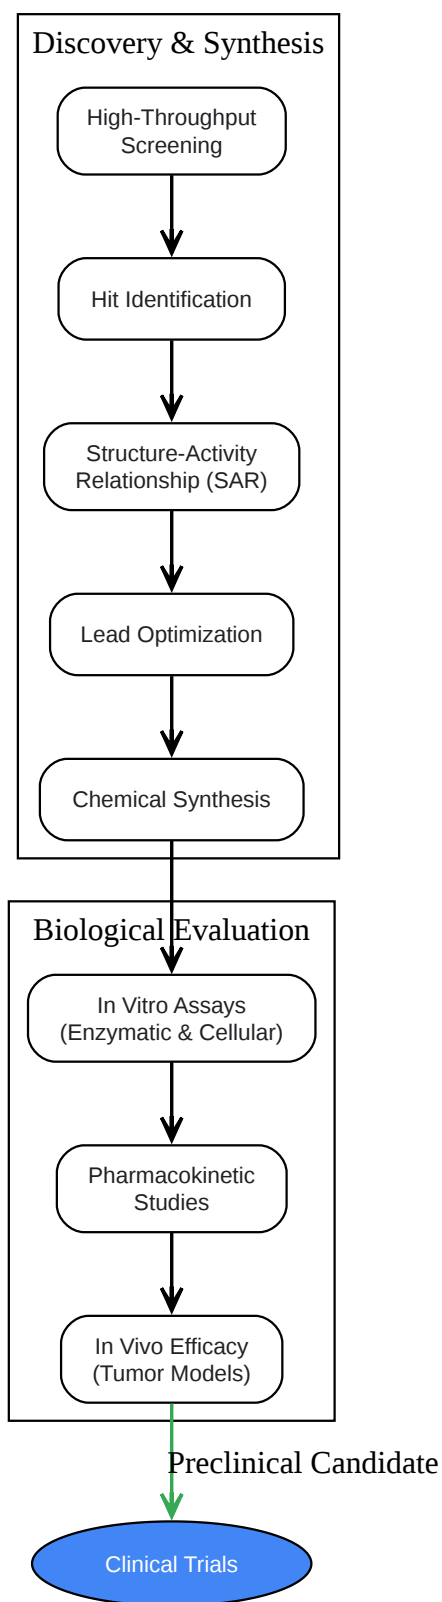 Discovery & Synthesis
High-Throughput
Screening
Hit Identification
Structure-Activity
Relationship (SAR)
Lead Optimization
Chemical Synthesis
Biological Evaluation
In Vitro Assays
(Enzymatic & Cellular)
Pharmacokinetic
Studies
In Vivo Efficacy
(Tumor Models)
Preclinical Candidate
Clinical Trials